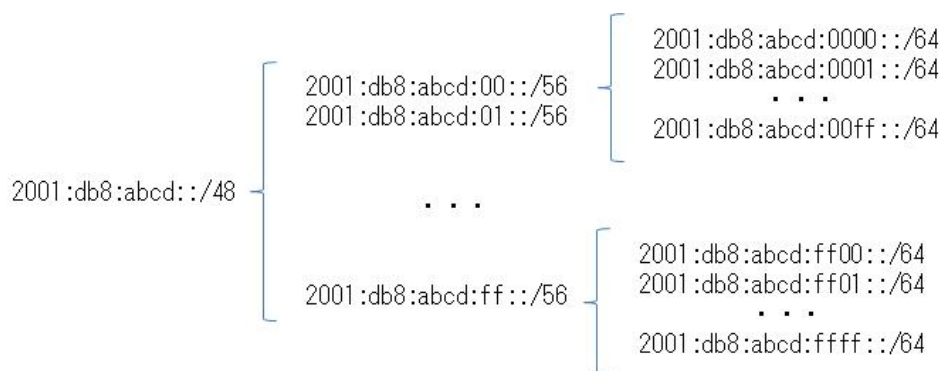 2001:db8:abcd::/48
2001:db8:abcd:00::/56
2001:db8:abcd:01::/56
...
2001:db8:abcd:ff::/56
2001:db8:abcd:0000::/64
2001:db8:abcd:0001::/64
...
2001:db8:abcd:00ff::/64
2001:db8:abcd:ff00::/64
2001:db8:abcd:ff01::/64
...
2001:db8:abcd:ffff::/64